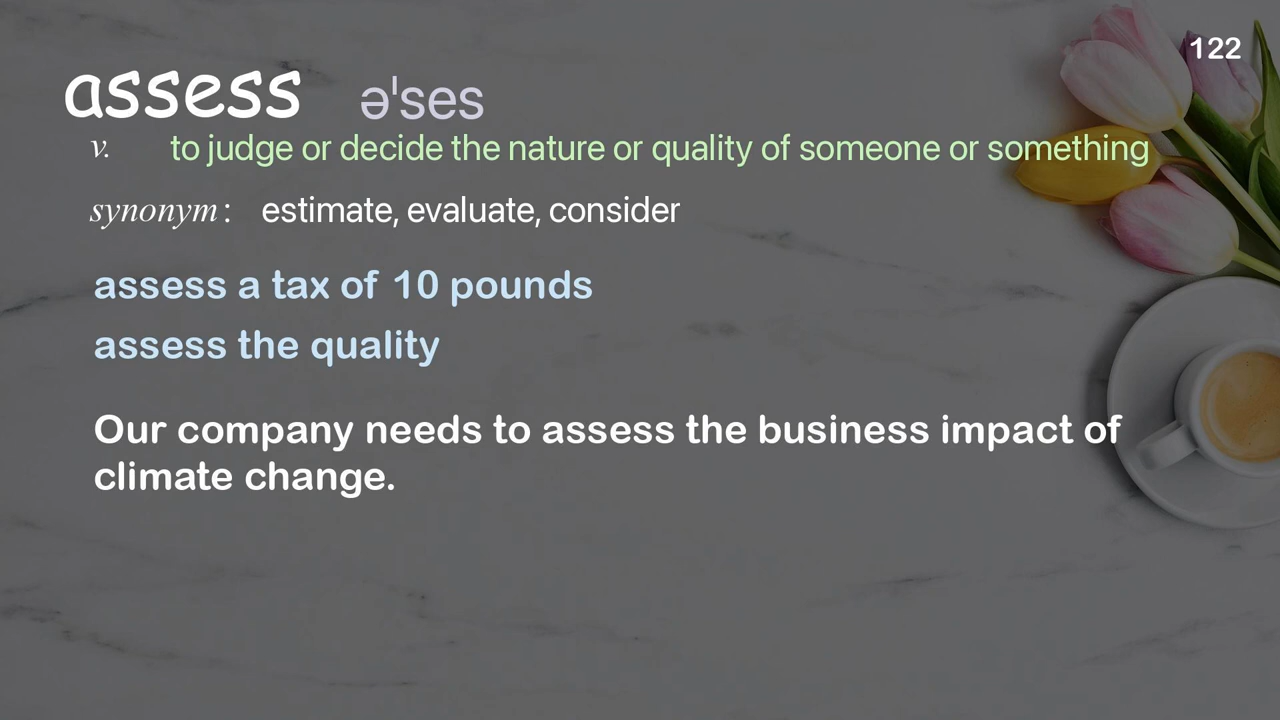 122
assess əˈses
v. to judge or decide the nature or quality of someone or something
synonym: estimate, evaluate, consider
assess a tax of 10 pounds
assess the quality
Our company needs to assess the business impact of
climate change.